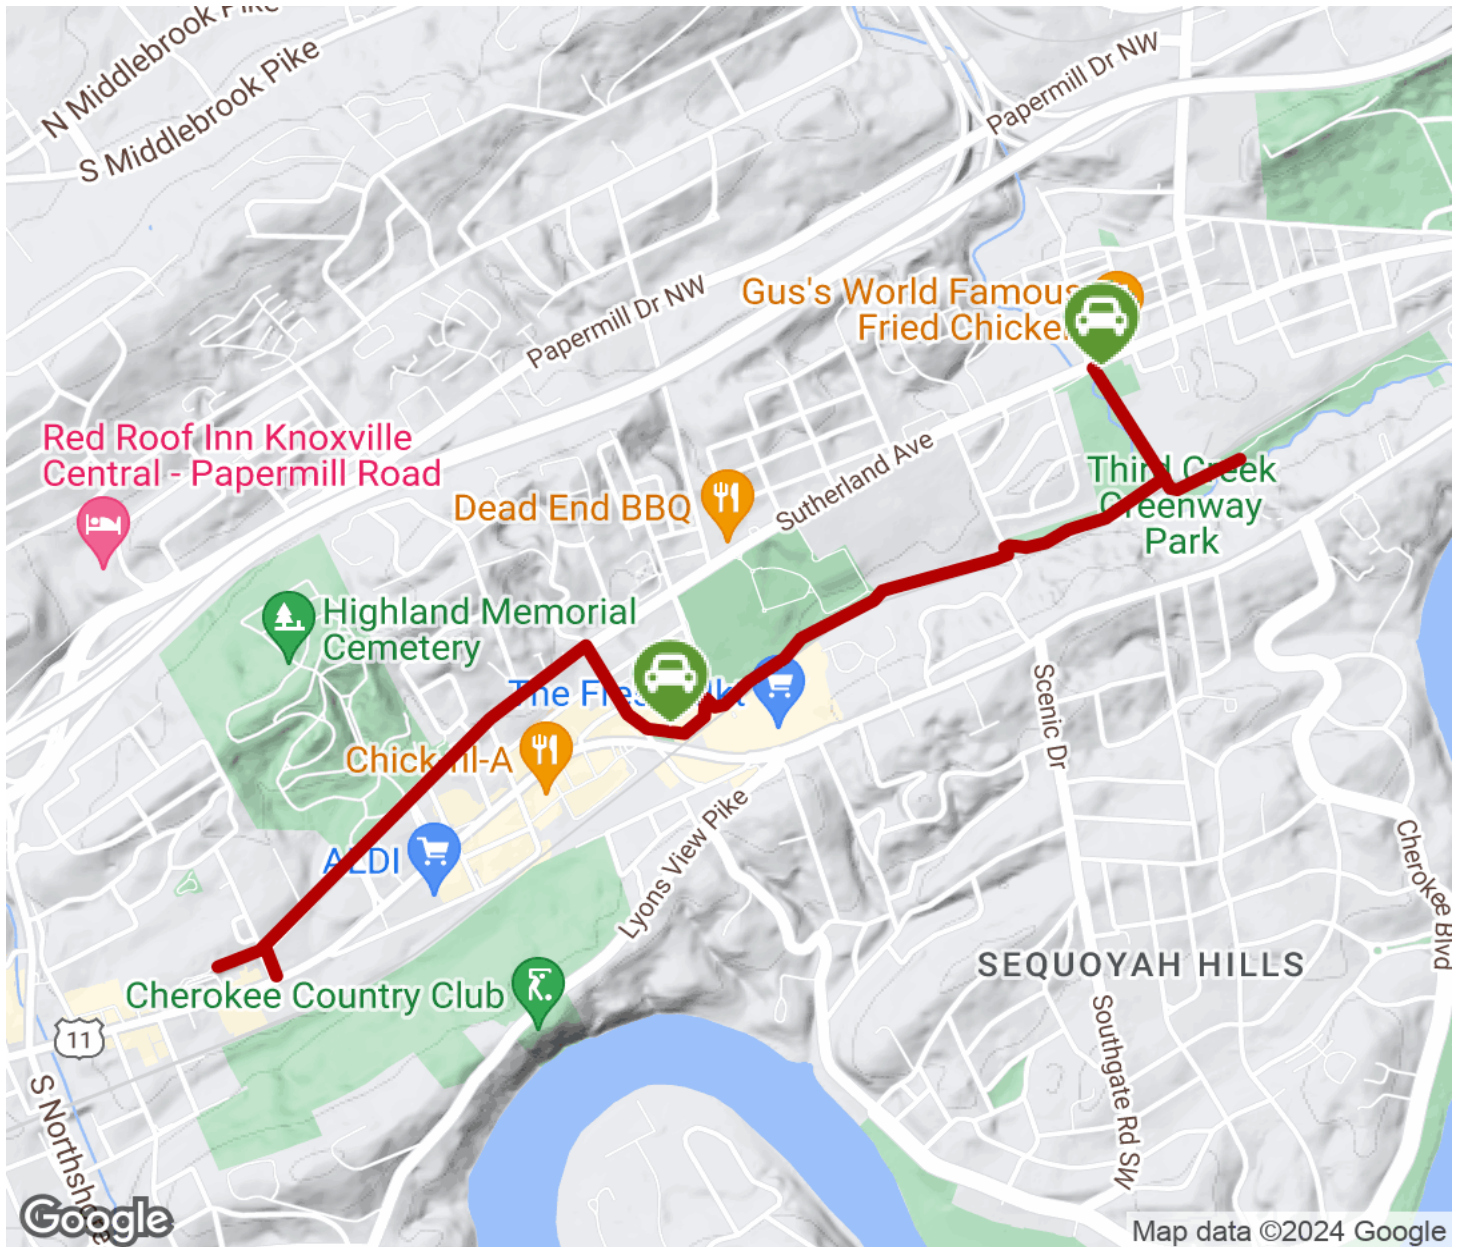 N Middlebrook Pike
S Middlebrook Pike
Papermill Dr NW
Gus's World Famous
Fried Chicken
Papermill Dr NW
Red Roof Inn Knoxville
Central - Papermill Road
Dead End BBQ
Sutherland Ave
Third Creek
Greenway
Park
Highland Memorial
Cemetery
The Fresh Mkt
Chick-fil-A
Scenic Dr
ALDI
Lyons View Pike
Cherokee Blvd
SEQUOYAH HILLS
Cherokee Country Club
11
Southgate Rd SW
S Northshore
Google
Map data ©2024 Google